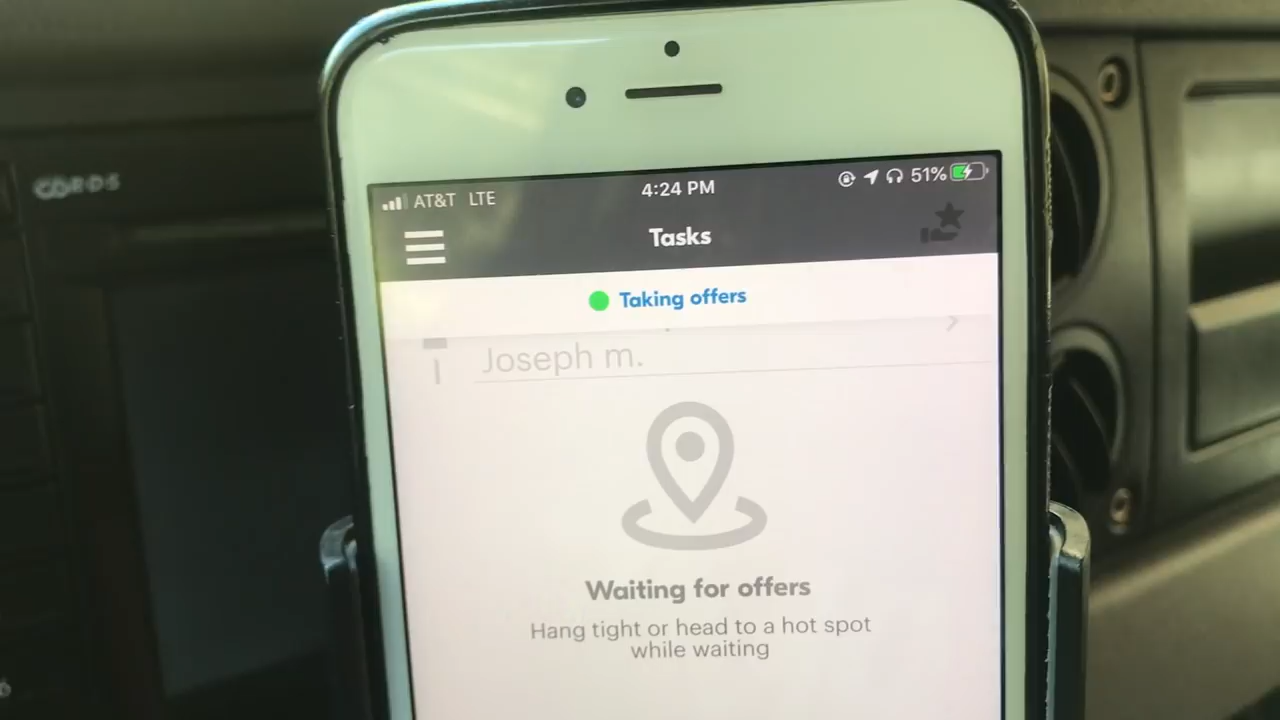 AT&T LTE 4:24 PM 51%
Tasks
Taking offers
Joseph m.
Waiting for offers
Hang tight or head to a hot spot
while waiting